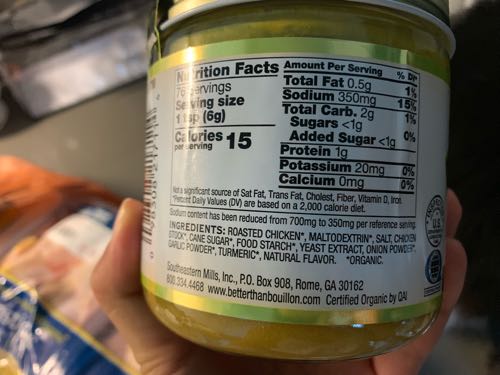 Nutrition Facts
76 servings
Serving size
1 tsp (6g)
Calories 15
per serving
Amount Per Serving % DV*
Total Fat 0.5g 1%
Sodium 350mg 15%
Total Carb. 2g 1%
Sugars <1g
Added Sugar <1g 0%
Protein 1g
Potassium 20mg 0%
Calcium 0mg 0%
Not a significant source of Sat Fat, Trans Fat, Cholest, Fiber, Vitamin D, Iron.
*Percent Daily Values (DV) are based on a 2,000 calorie diet.
Sodium content has been reduced from 700mg to 350mg per reference serving.
INGREDIENTS: ROASTED CHICKEN*, MALTODEXTRIN*, SALT, CHICKEN
STOCK*, CANE SUGAR*, FOOD STARCH*, YEAST EXTRACT, ONION POWDER*,
GARLIC POWDER*, TURMERIC*, NATURAL FLAVOR. *ORGANIC.
Southeastern Mills, Inc., P.O. Box 908, Rome, GA 30162
800.334.4468 www.betterthanbouillon.com Certified Organic by QAI
U.S.